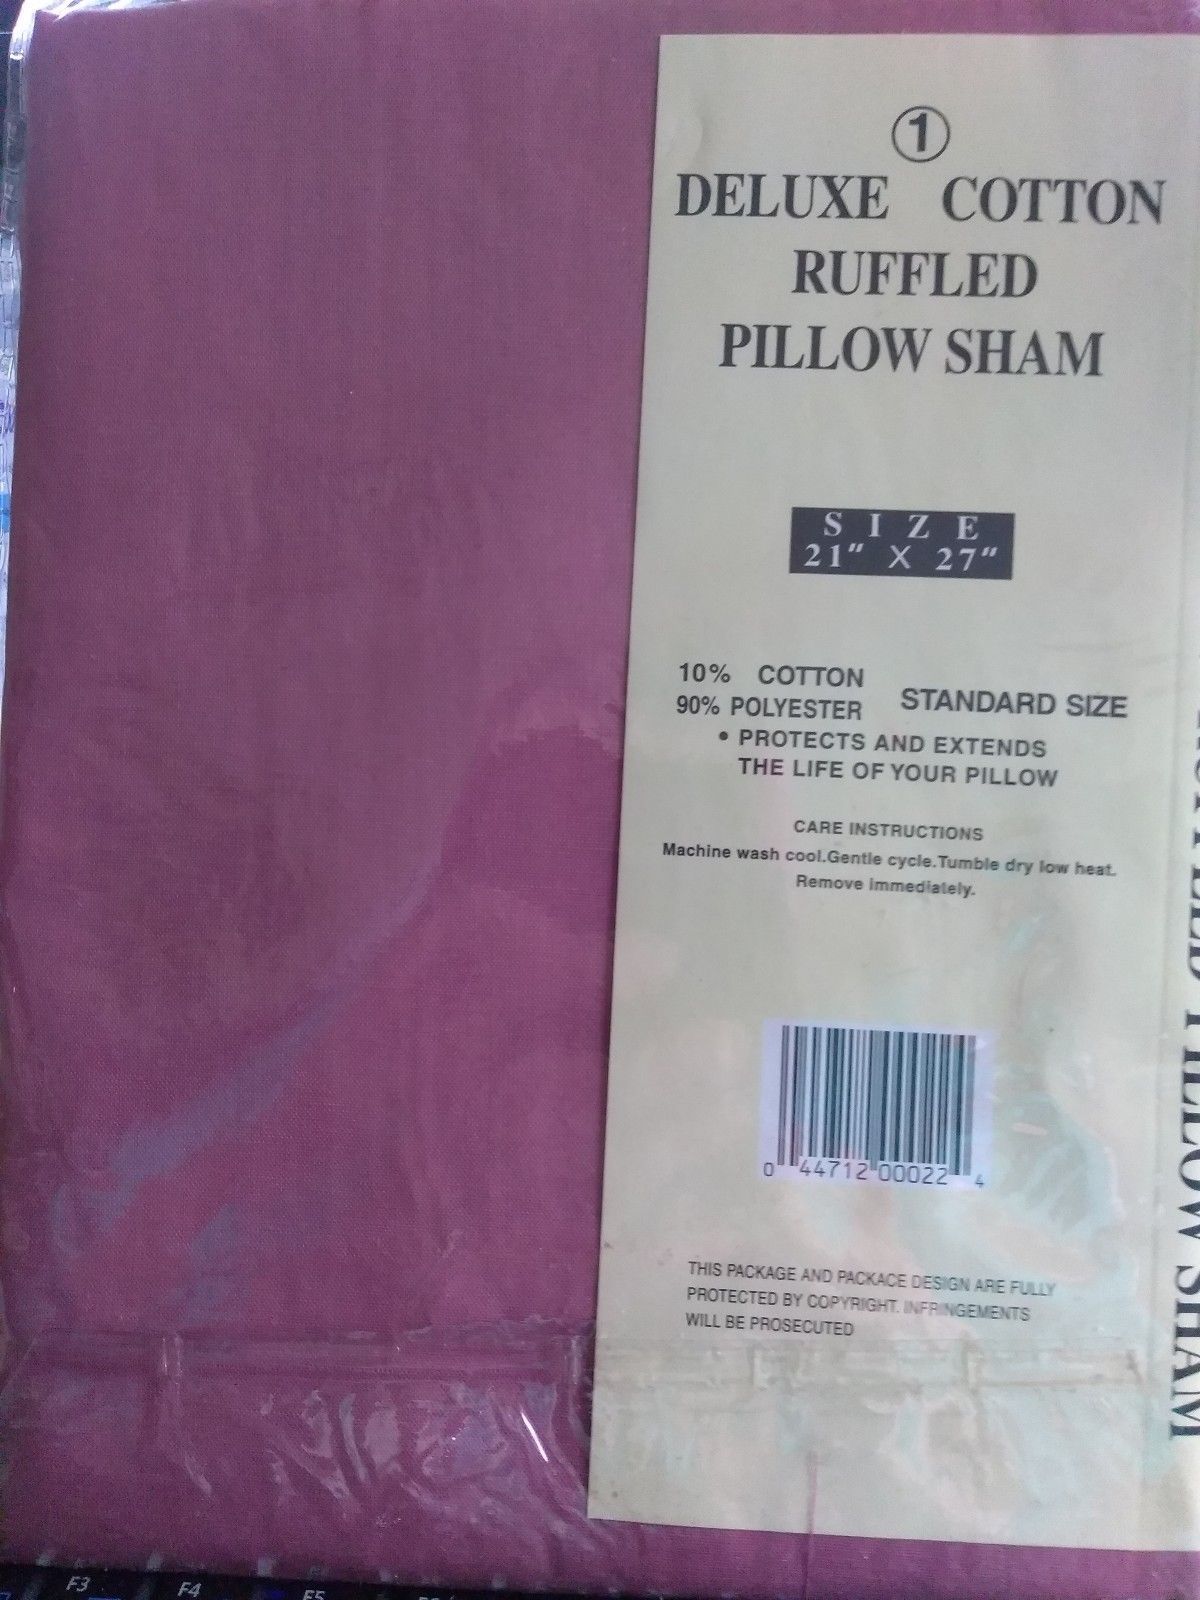 1
DELUXE COTTON
RUFFLED
PILLOW SHAM
SIZE
21" X 27"
10% COTTON
90% POLYESTER
STANDARD SIZE
• PROTECTS AND EXTENDS
THE LIFE OF YOUR PILLOW
CARE INSTRUCTIONS
Machine wash cool.Gentle cycle.Tumble dry low heat.
Remove immediately.
0 44712 00022 4
THIS PACKAGE AND PACKACE DESIGN ARE FULLY
PROTECTED BY COPYRIGHT. INFRINGEMENTS
WILL BE PROSECUTED
PILLOW SHAM
F3
F4
F5